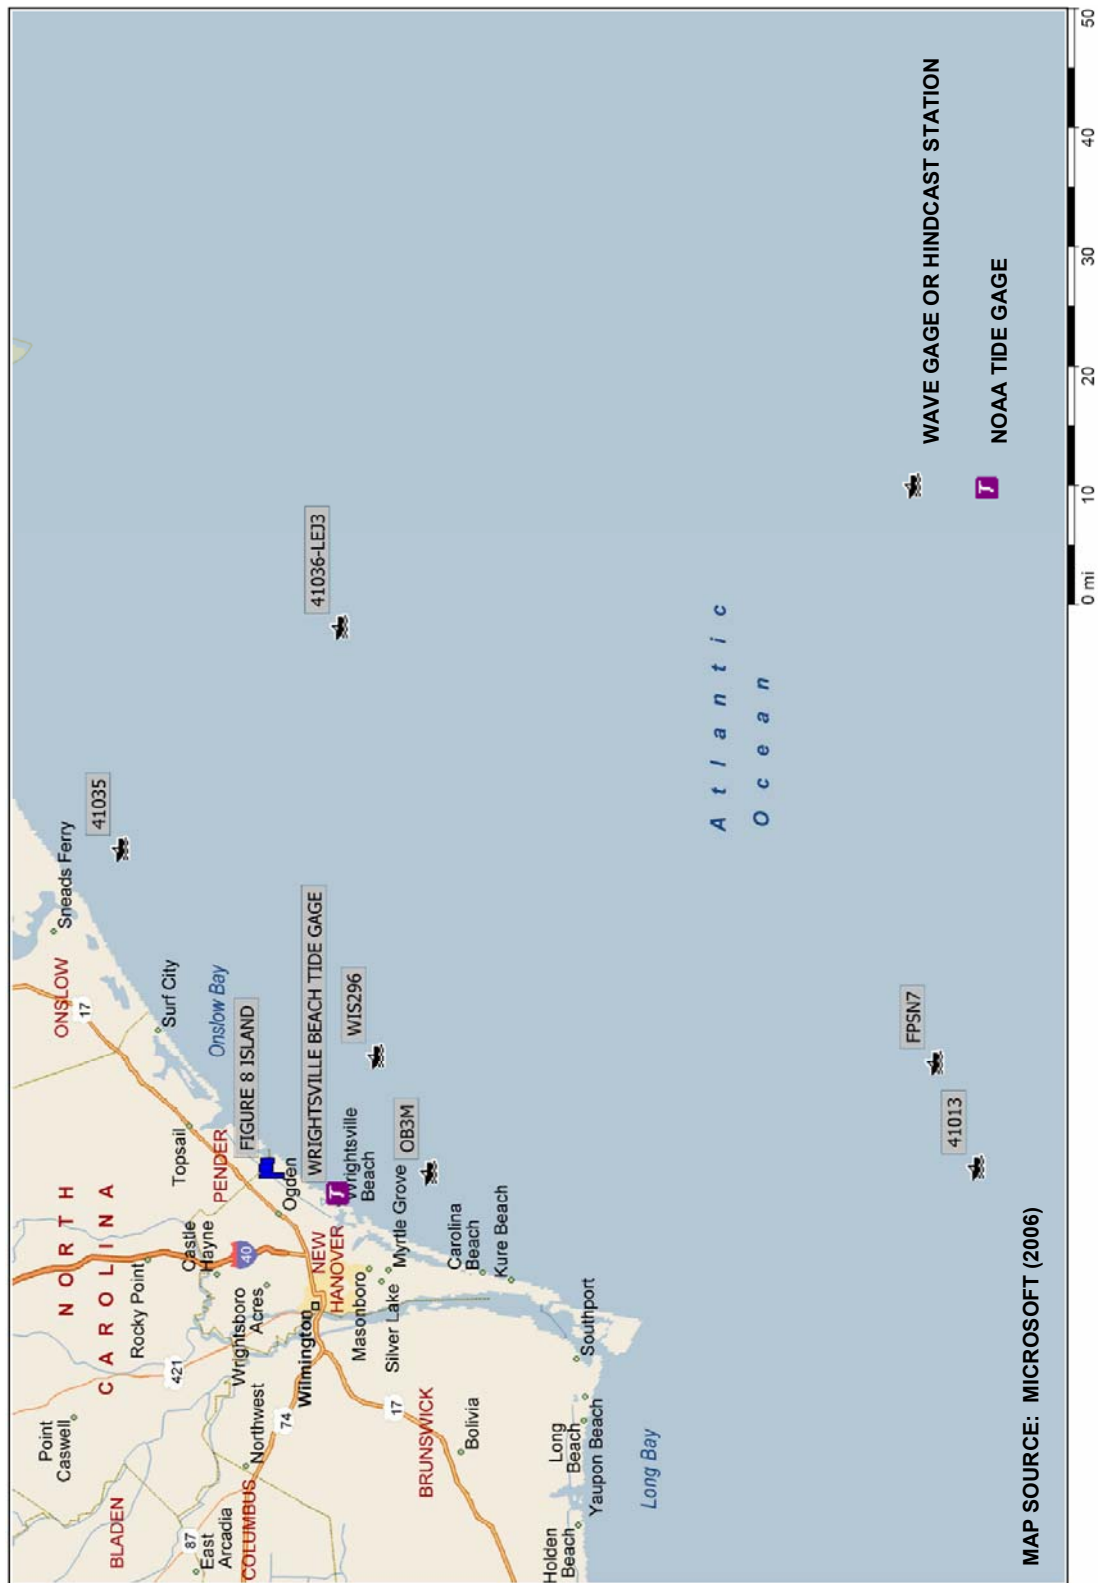 NORTH
CAROLINA
BLADEN
COLUMBUS
BRUNSWICK
NEW
HANOVER
PENDER
ONSLOW
Point
Caswell
Rocky Point
Castle
Hayne
Wrightsboro
Acres
Northwest
East
Arcadia
Wilmington
Masonboro
Silver Lake
Myrtle Grove
Bolivia
Topsail
Ogden
Surf City
Sneads Ferry
Wrightsville
Beach
Carolina
Beach
Kure Beach
Southport
Long
Beach
Yaupon Beach
Holden
Beach
Long Bay
Onslow Bay
Atlantic
Ocean
17
40
421
74
87
17
41035
41036-LEJ3
FIGURE 8 ISLAND
WRIGHTSVILLE BEACH TIDE GAGE
WIS296
OB3M
FPSN7
41013
WAVE GAGE OR HINDCAST STATION
T
NOAA TIDE GAGE
MAP SOURCE: MICROSOFT (2006)
0 mi 10 20 30 40 50